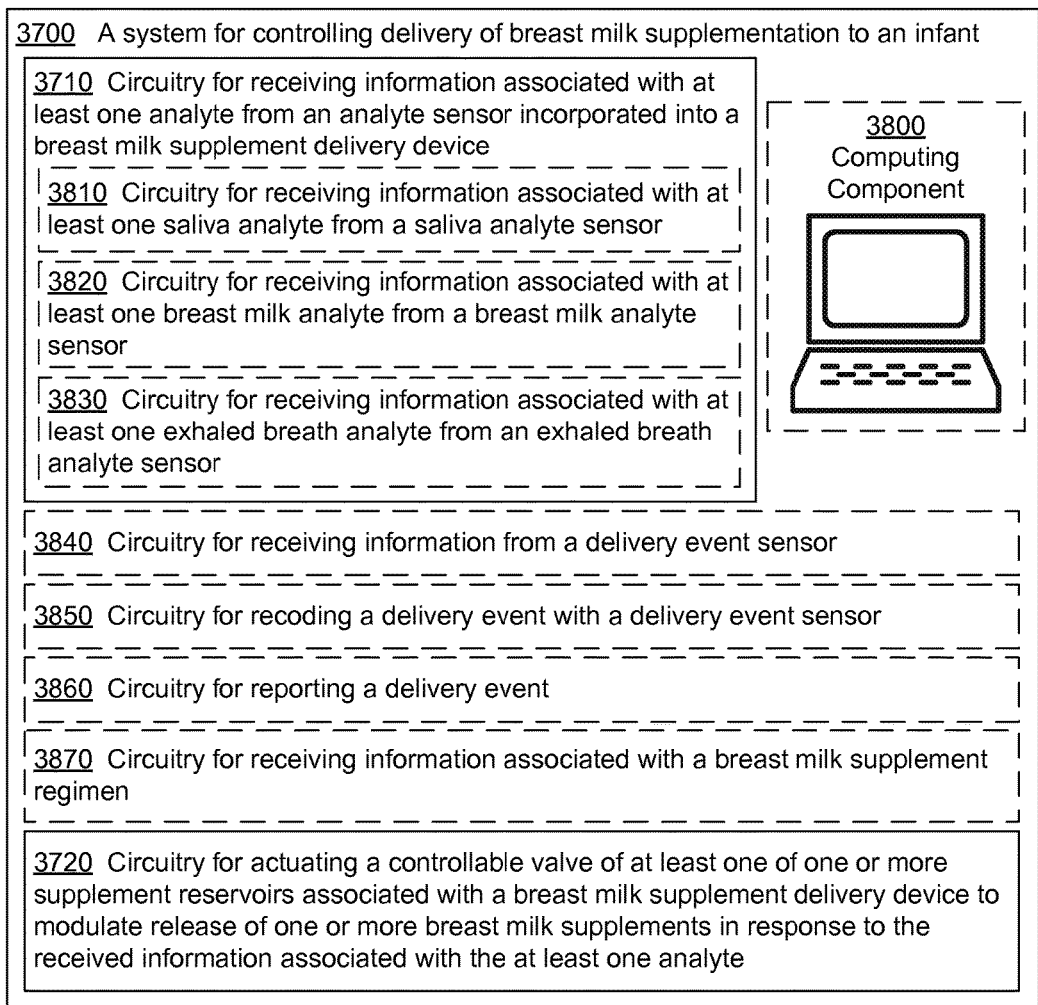 3700 A system for controlling delivery of breast milk supplementation to an infant
3710 Circuitry for receiving information associated with at
least one analyte from an analyte sensor incorporated into a
breast milk supplement delivery device
3810 Circuitry for receiving information associated with at
least one saliva analyte from a saliva analyte sensor
3820 Circuitry for receiving information associated with at
least one breast milk analyte from a breast milk analyte
sensor
3830 Circuitry for receiving information associated with at
least one exhaled breath analyte from an exhaled breath
analyte sensor
3800
Computing
Component
3840 Circuitry for receiving information from a delivery event sensor
3850 Circuitry for recoding a delivery event with a delivery event sensor
3860 Circuitry for reporting a delivery event
3870 Circuitry for receiving information associated with a breast milk supplement
regimen
3720 Circuitry for actuating a controllable valve of at least one of one or more
supplement reservoirs associated with a breast milk supplement delivery device to
modulate release of one or more breast milk supplements in response to the
received information associated with the at least one analyte